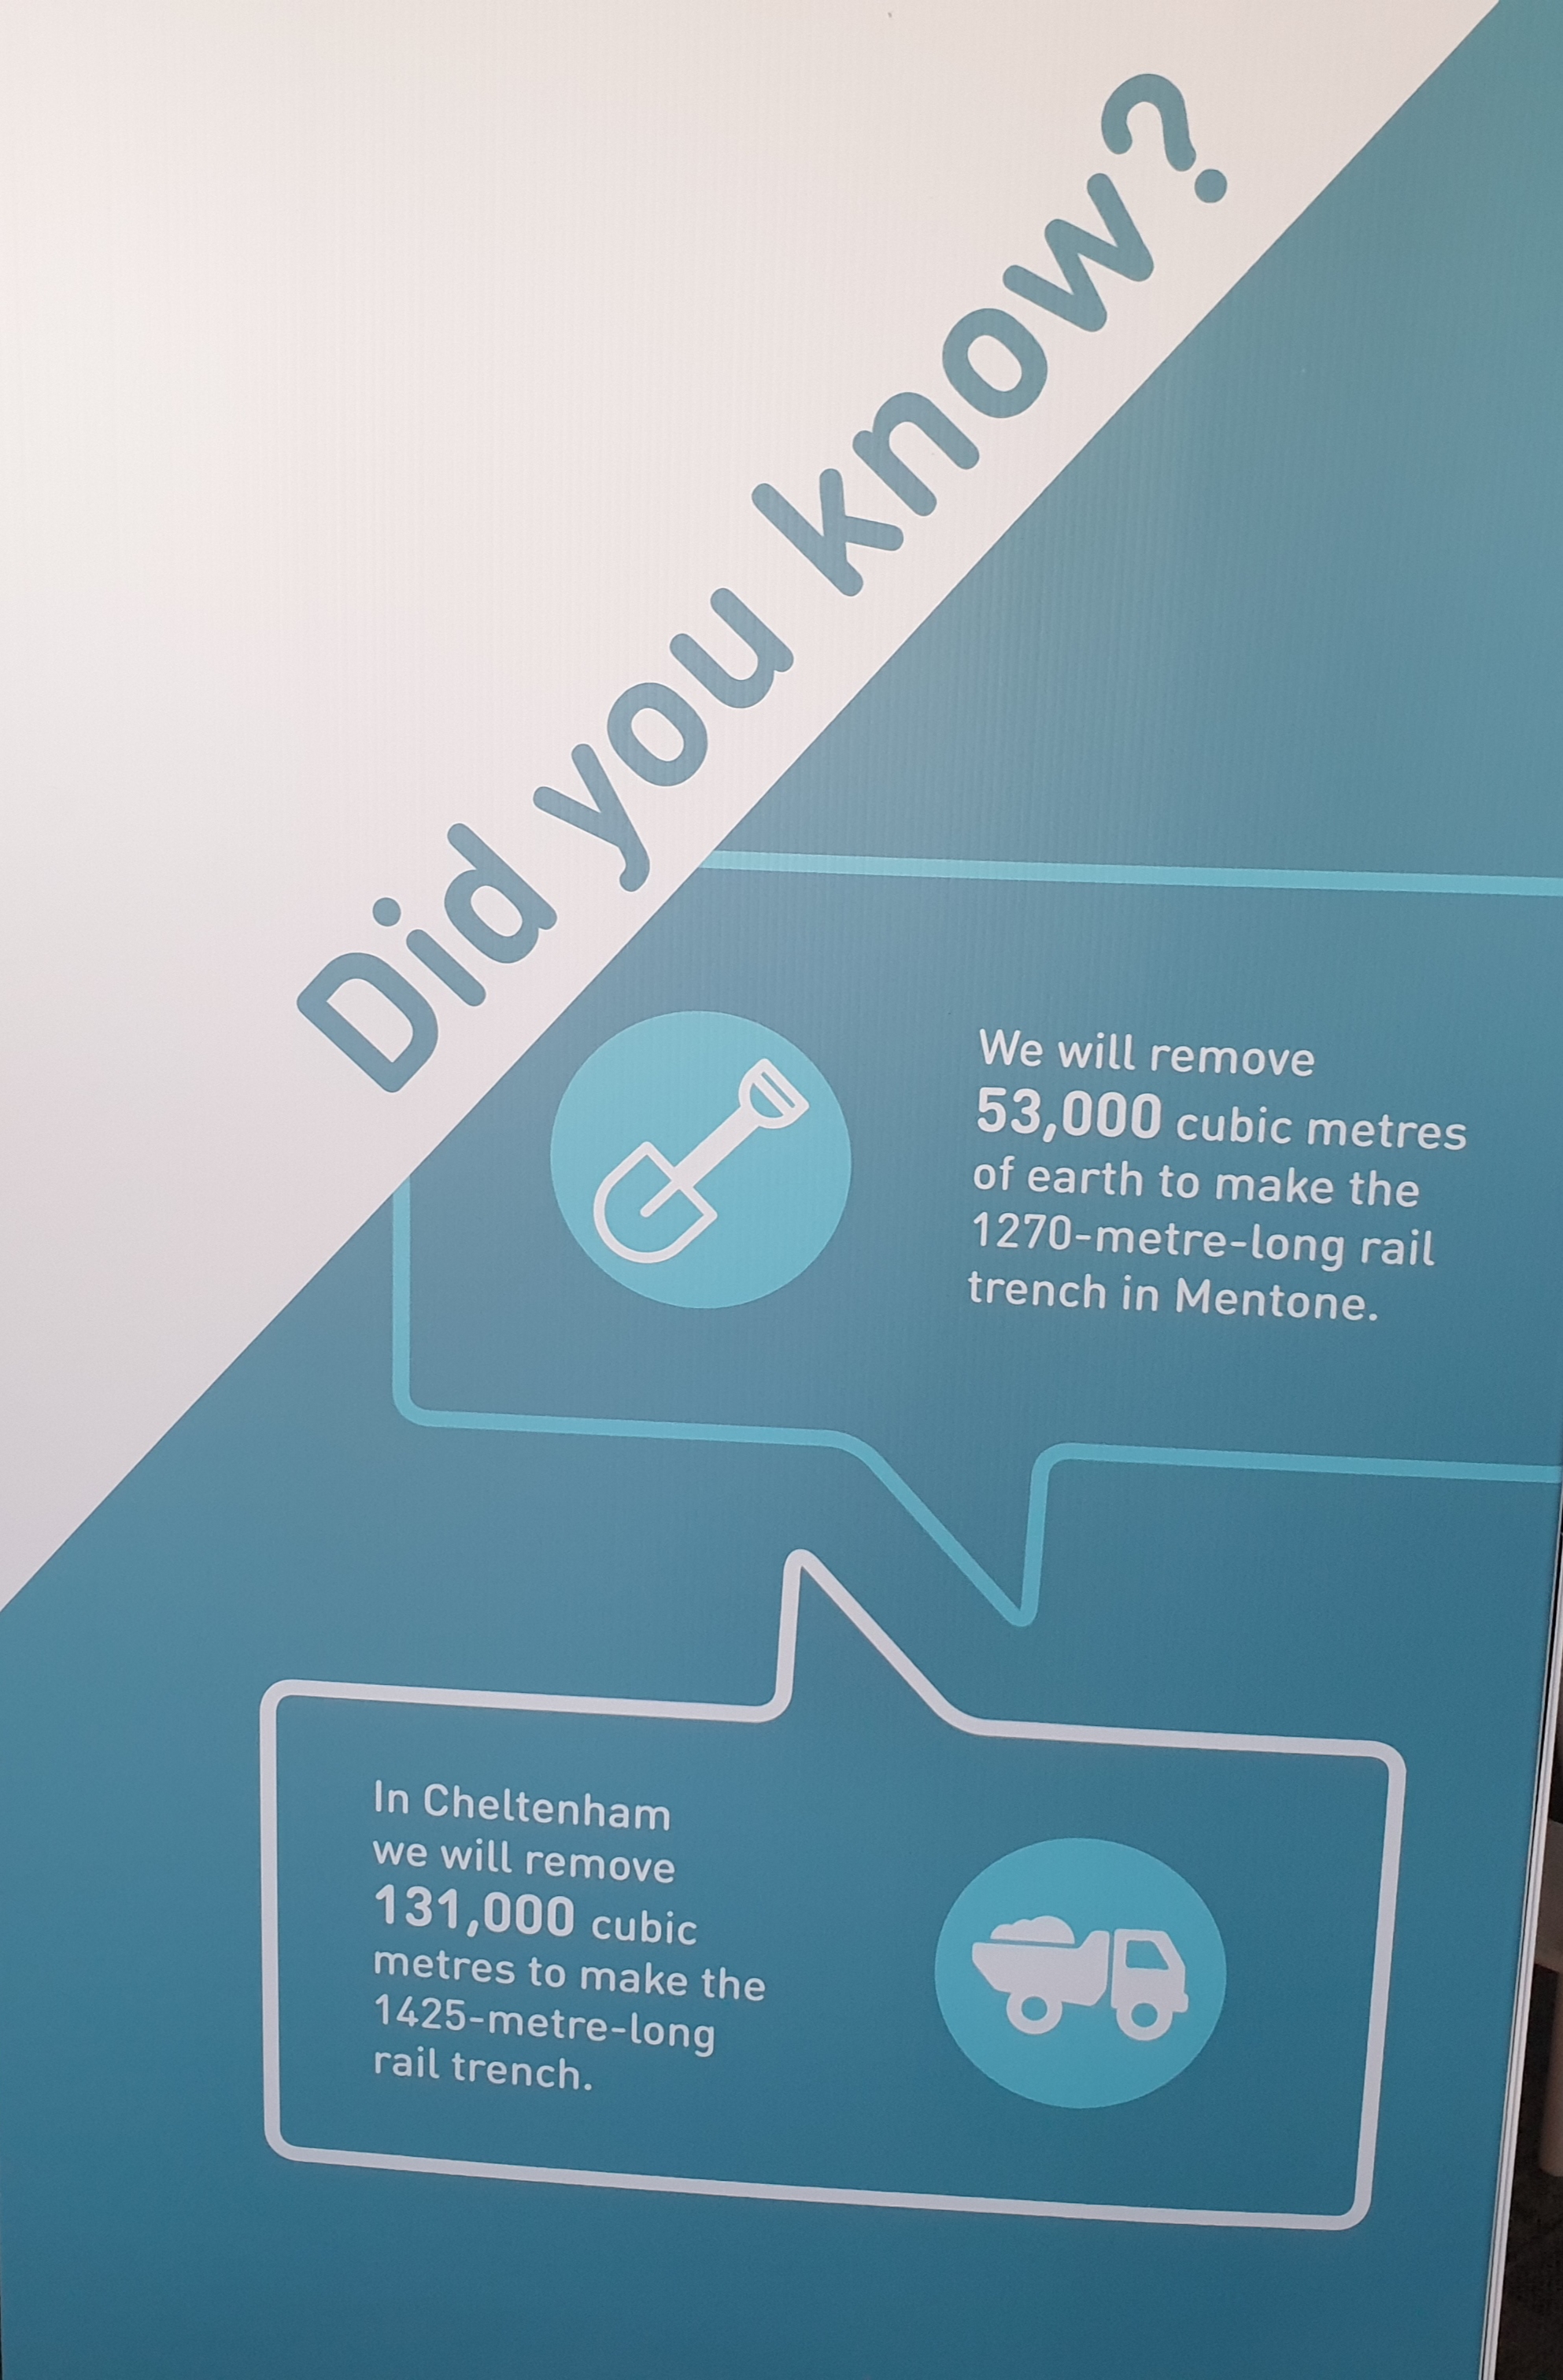 Did you know?
We will remove
53,000 cubic metres
of earth to make the
1270-metre-long rail
trench in Mentone.
In Cheltenham
we will remove
131,000 cubic
metres to make the
1425-metre-long
rail trench.